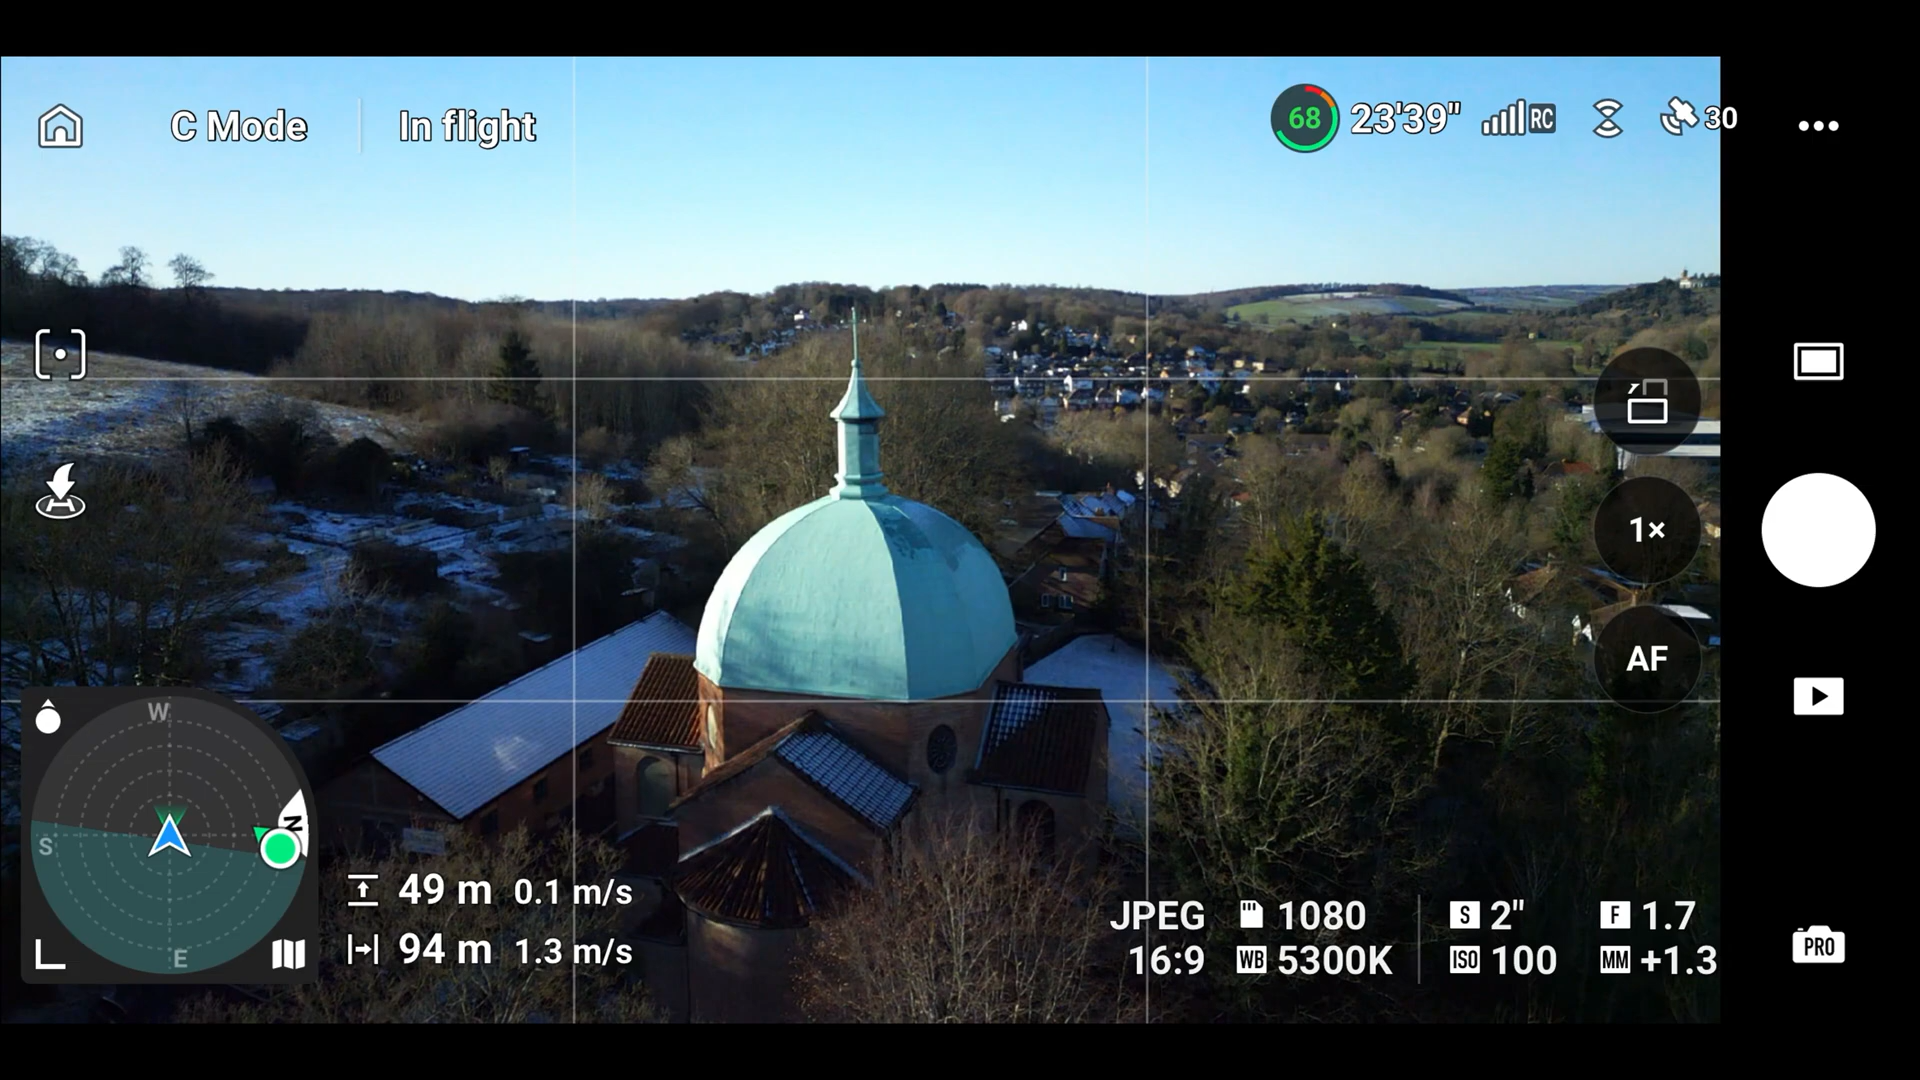 C Mode
In flight
68
23'39"
RC
30
1×
AF
W
N
S
E
49 m 0.1 m/s
94 m 1.3 m/s
JPEG 1080 S 2" F 1.7
16:9 WB 5300K ISO 100 MM +1.3
PRO